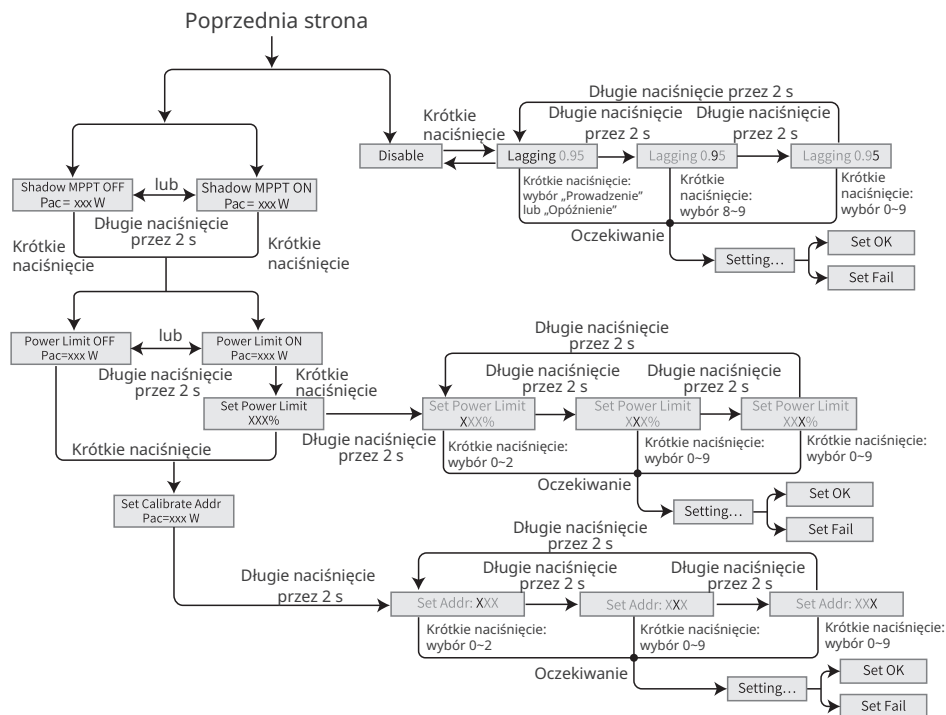 Poprzednia strona
Długie naciśnięcie przez 2 s
Krótkie
naciśnięcie
Długie naciśnięcie
przez 2 s
Długie naciśnięcie
przez 2 s
Disable
Lagging 0.95
Lagging 0.95
Lagging 0.95
Krótkie naciśnięcie:
wybór „Prowadzenie”
lub „Opóźnienie”
Krótkie
naciśnięcie:
wybór 8~9
Krótkie
naciśnięcie:
wybór 0~9
Oczekiwanie
Setting...
Set OK
Set Fail
Shadow MPPT OFF
Pac = xxx W
lub
Shadow MPPT ON
Pac = xxx W
Długie naciśnięcie
przez 2 s
Krótkie
naciśnięcie
Krótkie
naciśnięcie
Power Limit OFF
Pac=xxx W
lub
Power Limit ON
Pac=xxx W
Długie naciśnięcie
przez 2 s
Krótkie
naciśnięcie
Set Power Limit
XXX%
Długie naciśnięcie
przez 2 s
Długie naciśnięcie
przez 2 s
Długie naciśnięcie
przez 2 s
Długie naciśnięcie
przez 2 s
Set Power Limit
XXX%
Set Power Limit
XXX%
Set Power Limit
XXX%
Krótkie naciśnięcie:
wybór 0~2
Krótkie naciśnięcie:
wybór 0~9
Krótkie naciśnięcie:
wybór 0~9
Oczekiwanie
Setting...
Set OK
Set Fail
Krótkie naciśnięcie
Set Calibrate Addr
Pac=xxx W
Długie naciśnięcie
przez 2 s
Długie naciśnięcie
przez 2 s
Długie naciśnięcie
przez 2 s
Długie naciśnięcie
przez 2 s
Set Addr: XXX
Set Addr: XXX
Set Addr: XXX
Krótkie naciśnięcie:
wybór 0~2
Krótkie naciśnięcie:
wybór 0~9
Krótkie naciśnięcie:
wybór 0~9
Oczekiwanie
Setting...
Set OK
Set Fail